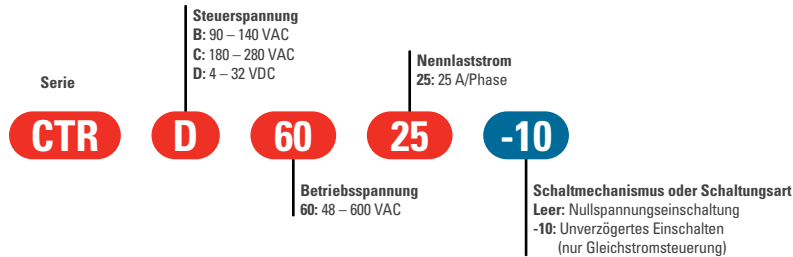 Steuerspannung
B: 90 – 140 VAC
C: 180 – 280 VAC
D: 4 – 32 VDC
Nennlaststrom
25: 25 A/Phase
Serie
CTR D 60 25 -10
Betriebsspannung
60: 48 – 600 VAC
Schaltmechanismus oder Schaltungsart
Leer: Nullspannungseinschaltung
-10: Unverzögertes Einschalten
(nur Gleichstromsteuerung)